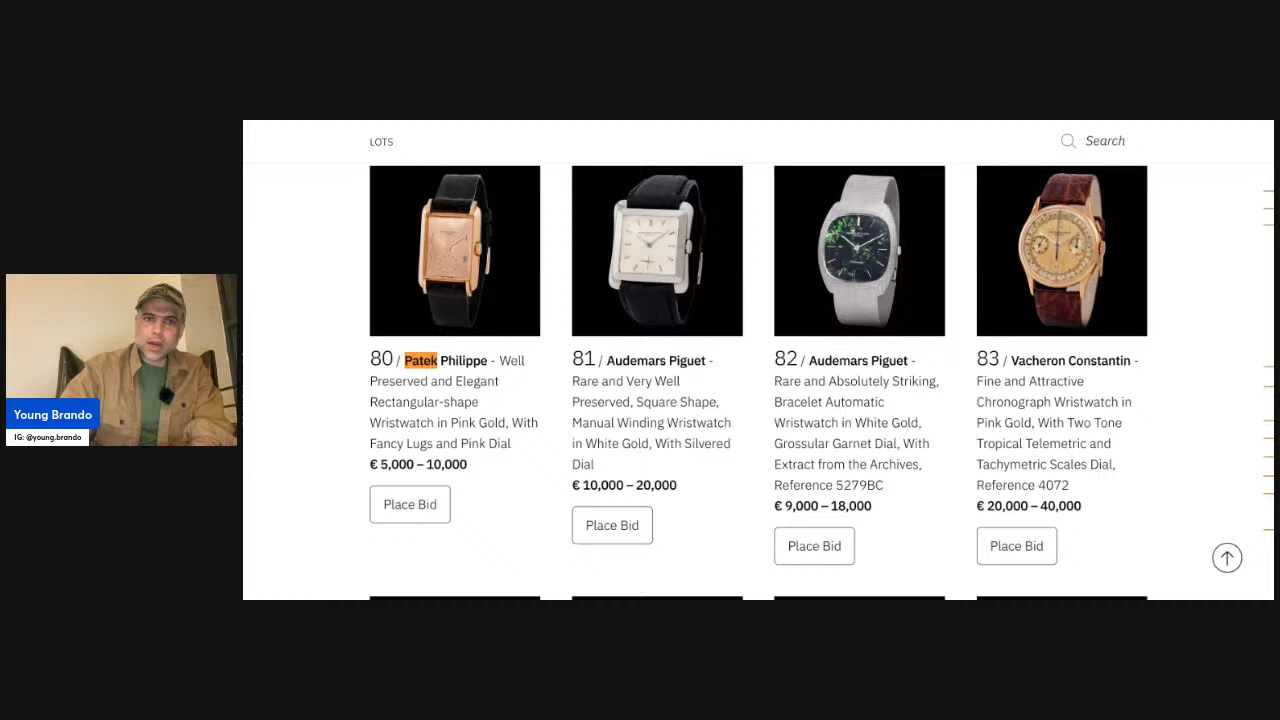 LOTS
Search
80 / Patek Philippe - Well
Preserved and Elegant
Rectangular-shape
Wristwatch in Pink Gold, With
Fancy Lugs and Pink Dial
€ 5,000 – 10,000
Place Bid
81 / Audemars Piguet -
Rare and Very Well
Preserved, Square Shape,
Manual Winding Wristwatch
in White Gold, With Silvered
Dial
€ 10,000 – 20,000
Place Bid
82 / Audemars Piguet -
Rare and Absolutely Striking,
Bracelet Automatic
Wristwatch in White Gold,
Grossular Garnet Dial, With
Extract from the Archives,
Reference 5279BC
€ 9,000 – 18,000
Place Bid
83 / Vacheron Constantin -
Fine and Attractive
Chronograph Wristwatch in
Pink Gold, With Two Tone
Tropical Telemetric and
Tachymetric Scales Dial,
Reference 4072
€ 20,000 – 40,000
Place Bid
Young Brando
IG: @young.brando